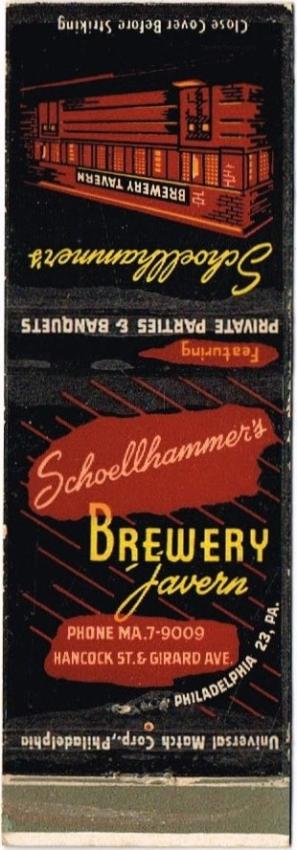 Close Cover Before Striking
BREWERY TAVERN
Schoellhammer's
PRIVATE PARTIES & BANQUETS
Featuring
Schoellhammer's
BREWERY
Tavern
PHONE MA.7-9009
HANCOCK ST. & GIRARD AVE.
PHILADELPHIA 23, PA.
Universal Match Corp., Philadelphia